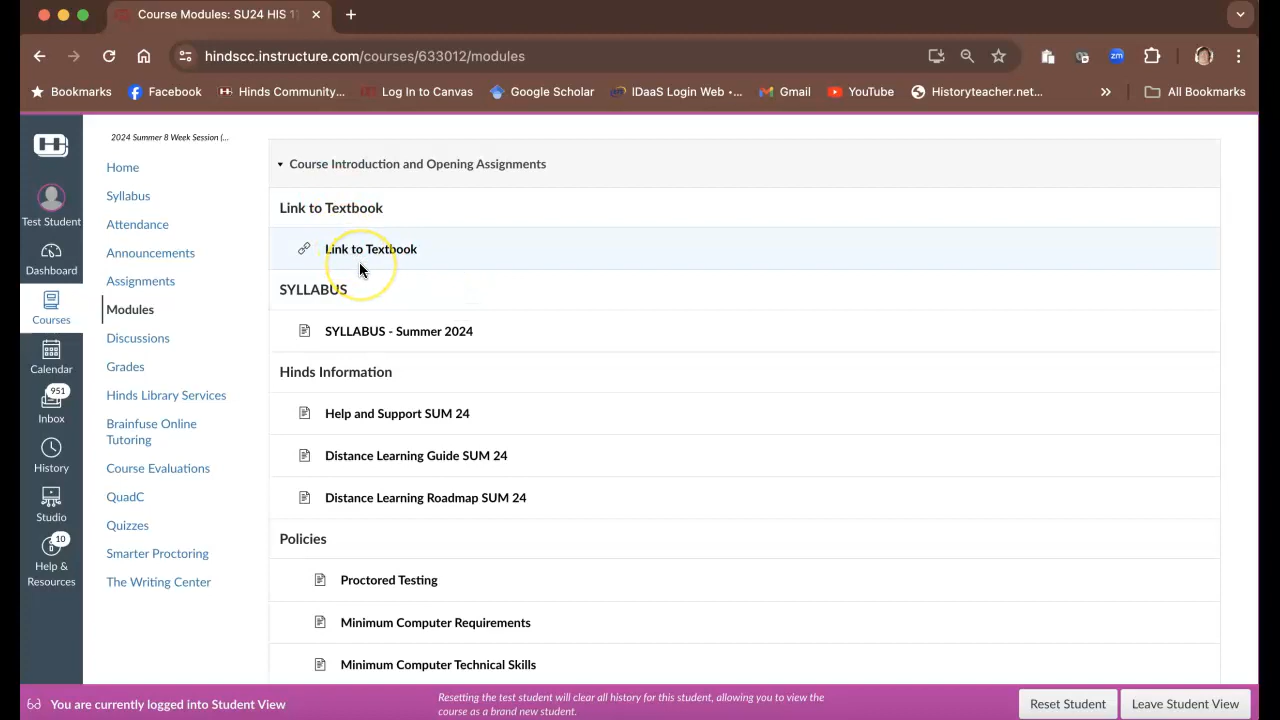 Course Modules: SU24 HIS 1
hindscc.instructure.com/courses/633012/modules
Bookmarks
Facebook
Hinds Community...
Log In to Canvas
Google Scholar
IDaaS Login Web •...
Gmail
YouTube
Historyteacher.net...
»
All Bookmarks
2024 Summer 8 Week Session (...
Home
Syllabus
Attendance
Announcements
Assignments
Modules
Discussions
Grades
Hinds Library Services
Brainfuse Online
Tutoring
Course Evaluations
QuadC
Quizzes
Smarter Proctoring
The Writing Center
Test Student
Dashboard
Courses
Calendar
951
Inbox
History
Studio
10
Help &
Resources
Course Introduction and Opening Assignments
Link to Textbook
Link to Textbook
SYLLABUS
SYLLABUS - Summer 2024
Hinds Information
Help and Support SUM 24
Distance Learning Guide SUM 24
Distance Learning Roadmap SUM 24
Policies
Proctored Testing
Minimum Computer Requirements
Minimum Computer Technical Skills
You are currently logged into Student View
Resetting the test student will clear all history for this student, allowing you to view the
course as a brand new student.
Reset Student
Leave Student View
zm